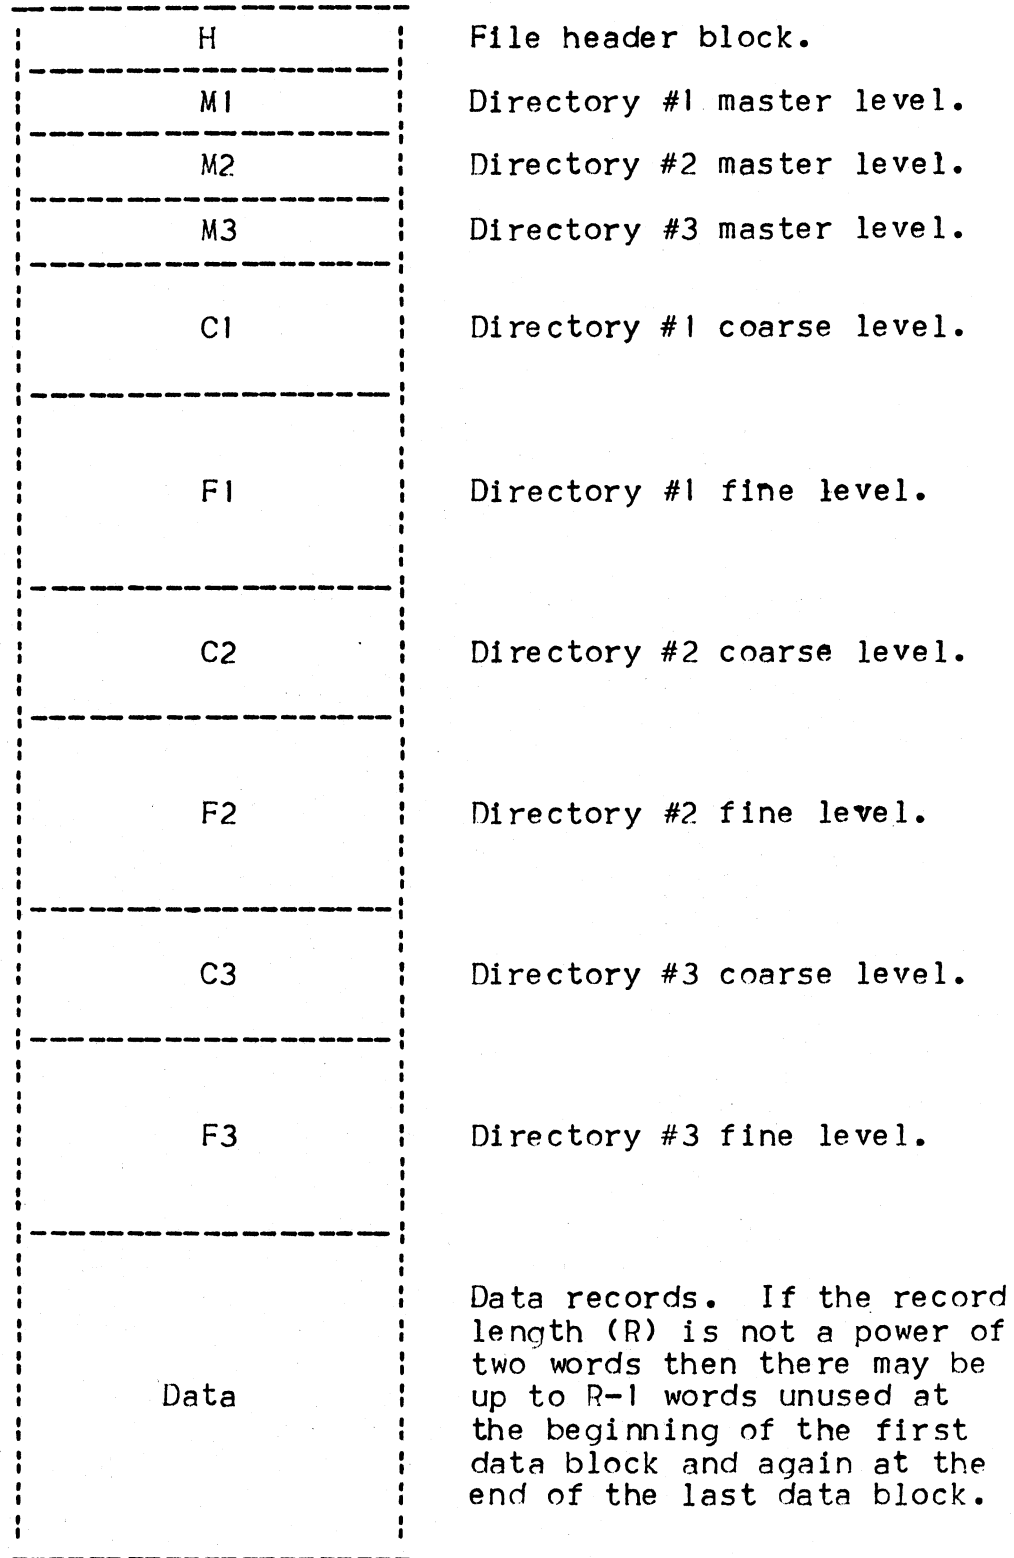 H File header block.
M1 Directory #1 master level.
M2 Directory #2 master level.
M3 Directory #3 master level.
C1 Directory #1 coarse level.
F1 Directory #1 fine level.
C2 Directory #2 coarse level.
F2 Directory #2 fine level.
C3 Directory #3 coarse level.
F3 Directory #3 fine level.
Data records. If the record
length (R) is not a power of
two words then there may be
Data up to R-1 words unused at
the beginning of the first
data block and again at the
end of the last data block.